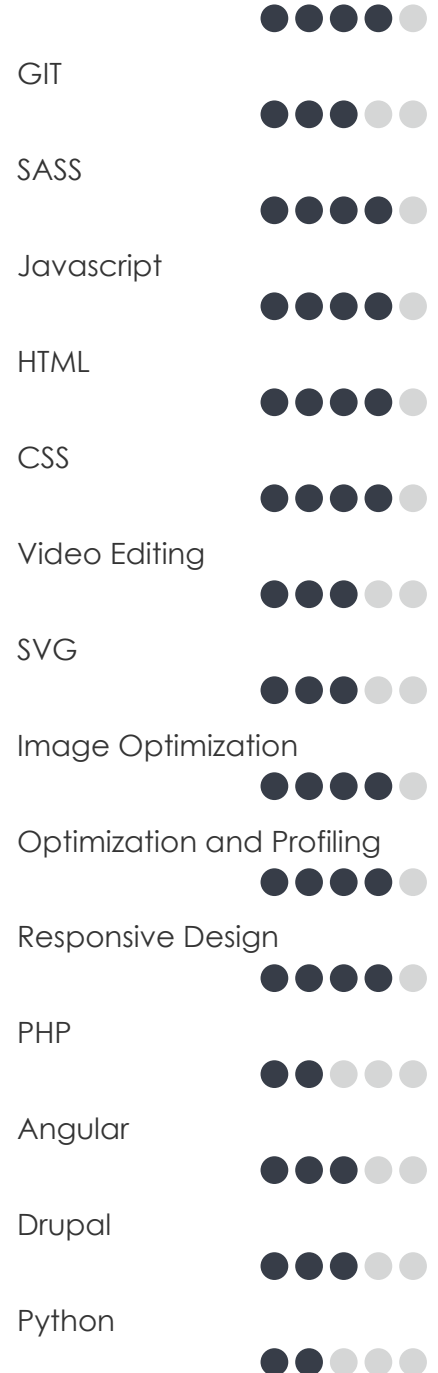 GIT
SASS
Javascript
HTML
CSS
Video Editing
SVG
Image Optimization
Optimization and Profiling
Responsive Design
PHP
Angular
Drupal
Python